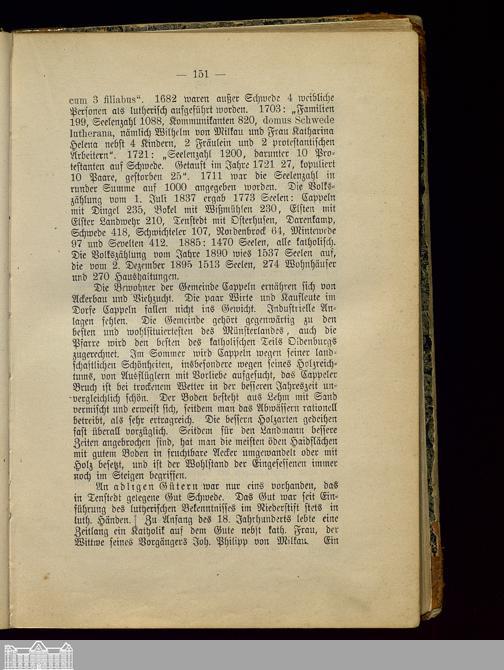 — 151 —
cum 3 filiabus“. 1682 waren außer Schwede 4 weibliche
Personen als lutherisch aufgeführt worden. 1703: „Familien
199, Seelenzahl 1088, Kommunikanten 820, domus Schwede
lutherana, nämlich Wilhelm von Milkau und Frau Katharina
Helena nebst 4 Kindern, 2 Fräulein und 2 protestantischen
Arbeitern“. 1721: „Seelenzahl 1200, darunter 10 Pro-
testanten auf Schwede. Getauft im Jahre 1721 27, kopuliert
10 Paare, gestorben 25“. 1711 war die Seelenzahl in
runder Summe auf 1000 angegeben worden. Die Volks-
zählung vom 1. Juli 1837 ergab 1773 Seelen: Cappeln
mit Dingel 235, Bokel mit Wißmühlen 230, Elsten mit
Elster Landwehr 210, Tenstedt mit Osterhusen, Darenkamp,
Schwede 418, Schwichteler 107, Nordenbrock 64, Mintewede
97 und Sevelten 412. 1885: 1470 Seelen, alle katholisch.
Die Volkszählung vom Jahre 1890 wies 1537 Seelen auf,
die vom 2. Dezember 1895 1513 Seelen, 274 Wohnhäuser
und 270 Haushaltungen.
Die Bewohner der Gemeinde Cappeln ernähren sich von
Ackerbau und Viehzucht. Die paar Wirte und Kaufleute im
Dorfe Cappeln fallen nicht ins Gewicht. Industrielle An-
lagen fehlen. Die Gemeinde gehört gegenwärtig zu den
besten und wohlsituiertesten des Münsterlandes, auch die
Pfarre wird den besten des katholischen Teils Oldenburgs
zugerechnet. Im Sommer wird Cappeln wegen seiner land-
schaftlichen Schönheiten, insbesondere wegen seines Holzreich-
tums, von Ausflüglern mit Vorliebe aufgesucht, das Cappeler
Bruch ist bei trockenem Wetter in der besseren Jahreszeit un-
vergleichlich schön. Der Boden besteht aus Lehm mit Sand
vermischt und erweist sich, seitdem man das Abwässern rationell
betreibt, als sehr ertragreich. Die bessern Holzarten gedeihen
fast überall vorzüglich. Seitdem für den Landmann bessere
Zeiten angebrochen sind, hat man die meisten öden Haidflächen
mit gutem Boden in fruchtbare Aecker umgewandelt oder mit
Holz besetzt, und ist der Wohlstand der Eingesessenen immer
noch im Steigen begriffen.
An adligen Gütern war nur eins vorhanden, das
in Tenstedt gelegene Gut Schwede. Das Gut war seit Ein-
führung des lutherischen Bekenntnisses im Niederstift stets in
luth. Händen. Zu Anfang des 18. Jahrhunderts lebte eine
Zeitlang ein Katholik auf dem Gute nebst kath. Frau, der
Wittwe seines Vorgängers Joh. Philipp von Milkau. Ein